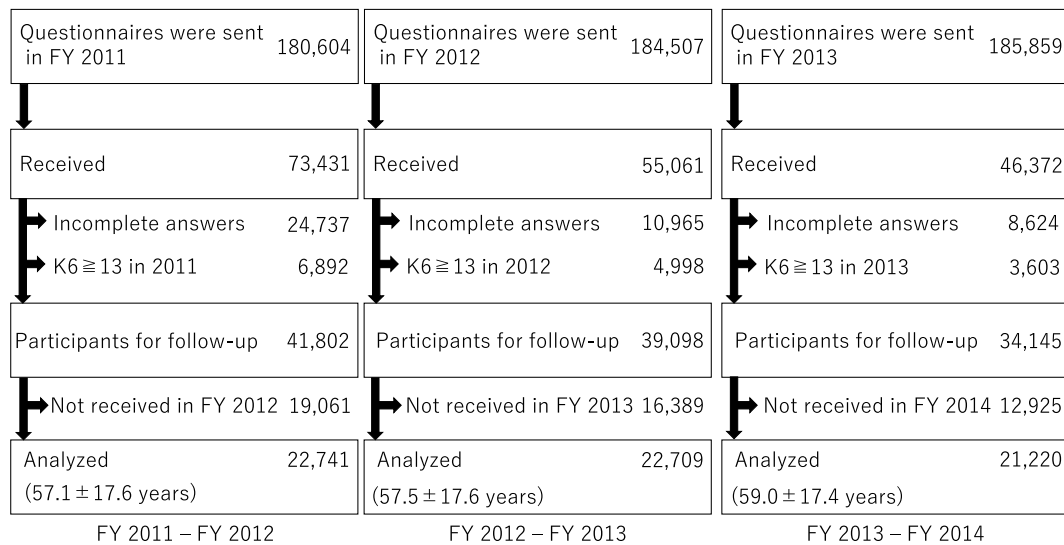 Questionnaires were sent
in FY 2011 180,604
Received 73,431
Incomplete answers 24,737
K6≧13 in 2011 6,892
Participants for follow-up 41,802
Not received in FY 2012 19,061
Analyzed 22,741
(57.1±17.6 years)
FY 2011 – FY 2012
Questionnaires were sent
in FY 2012 184,507
Received 55,061
Incomplete answers 10,965
K6≧13 in 2012 4,998
Participants for follow-up 39,098
Not received in FY 2013 16,389
Analyzed 22,709
(57.5±17.6 years)
FY 2012 – FY 2013
Questionnaires were sent
in FY 2013 185,859
Received 46,372
Incomplete answers 8,624
K6≧13 in 2013 3,603
Participants for follow-up 34,145
Not received in FY 2014 12,925
Analyzed 21,220
(59.0±17.4 years)
FY 2013 – FY 2014